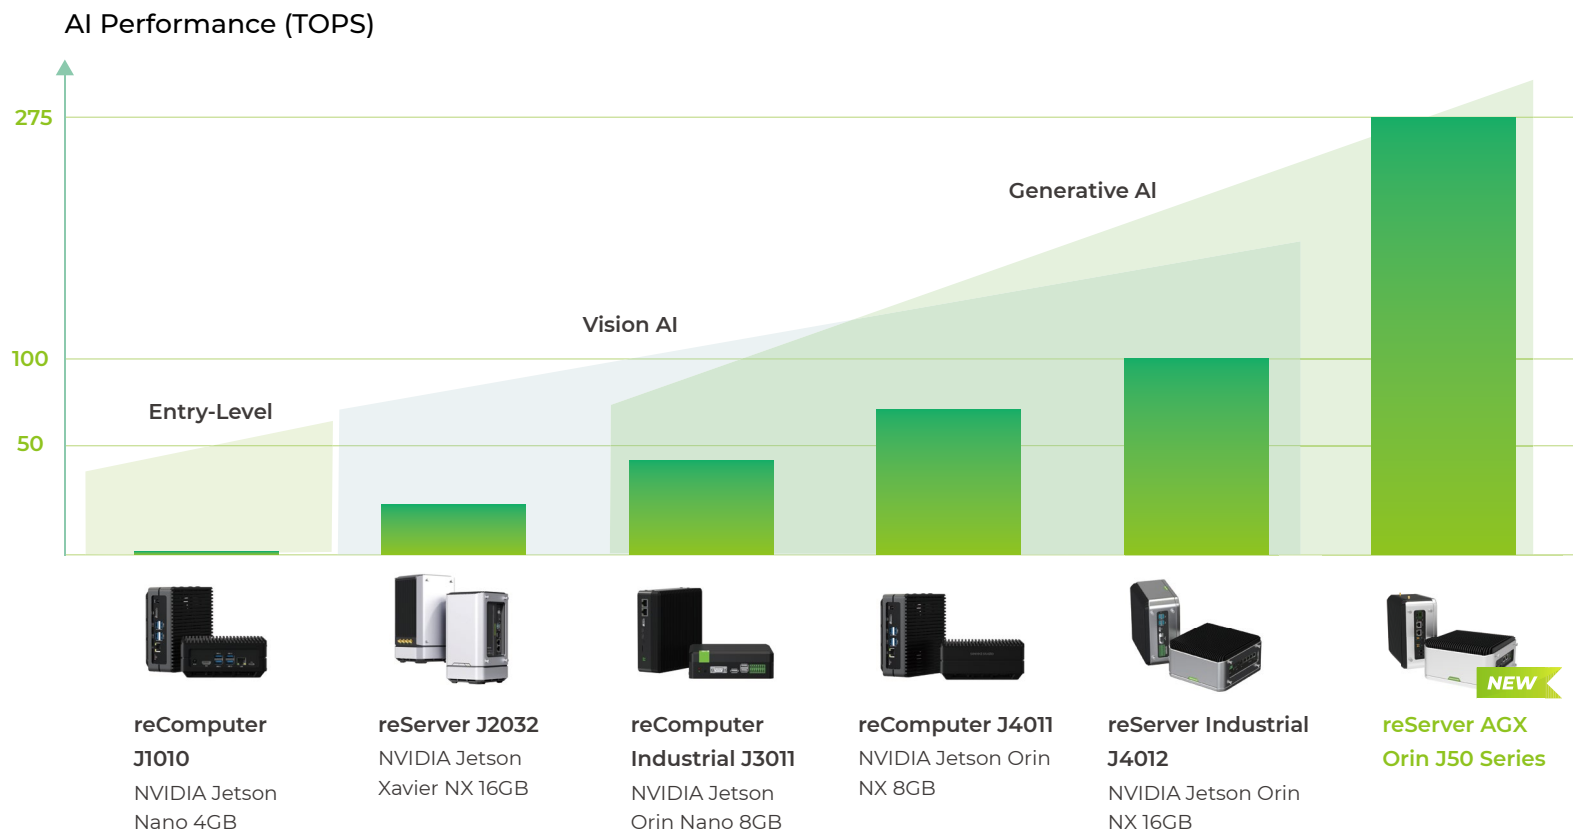 AI Performance (TOPS)
275
Generative AI
Vision AI
100
Entry-Level
50
NEW
reComputer
J1010
NVIDIA Jetson
Nano 4GB
reServer J2032
NVIDIA Jetson
Xavier NX 16GB
reComputer
Industrial J3011
NVIDIA Jetson
Orin Nano 8GB
reComputer J4011
NVIDIA Jetson Orin
NX 8GB
reServer Industrial
J4012
NVIDIA Jetson Orin
NX 16GB
reServer AGX
Orin J50 Series